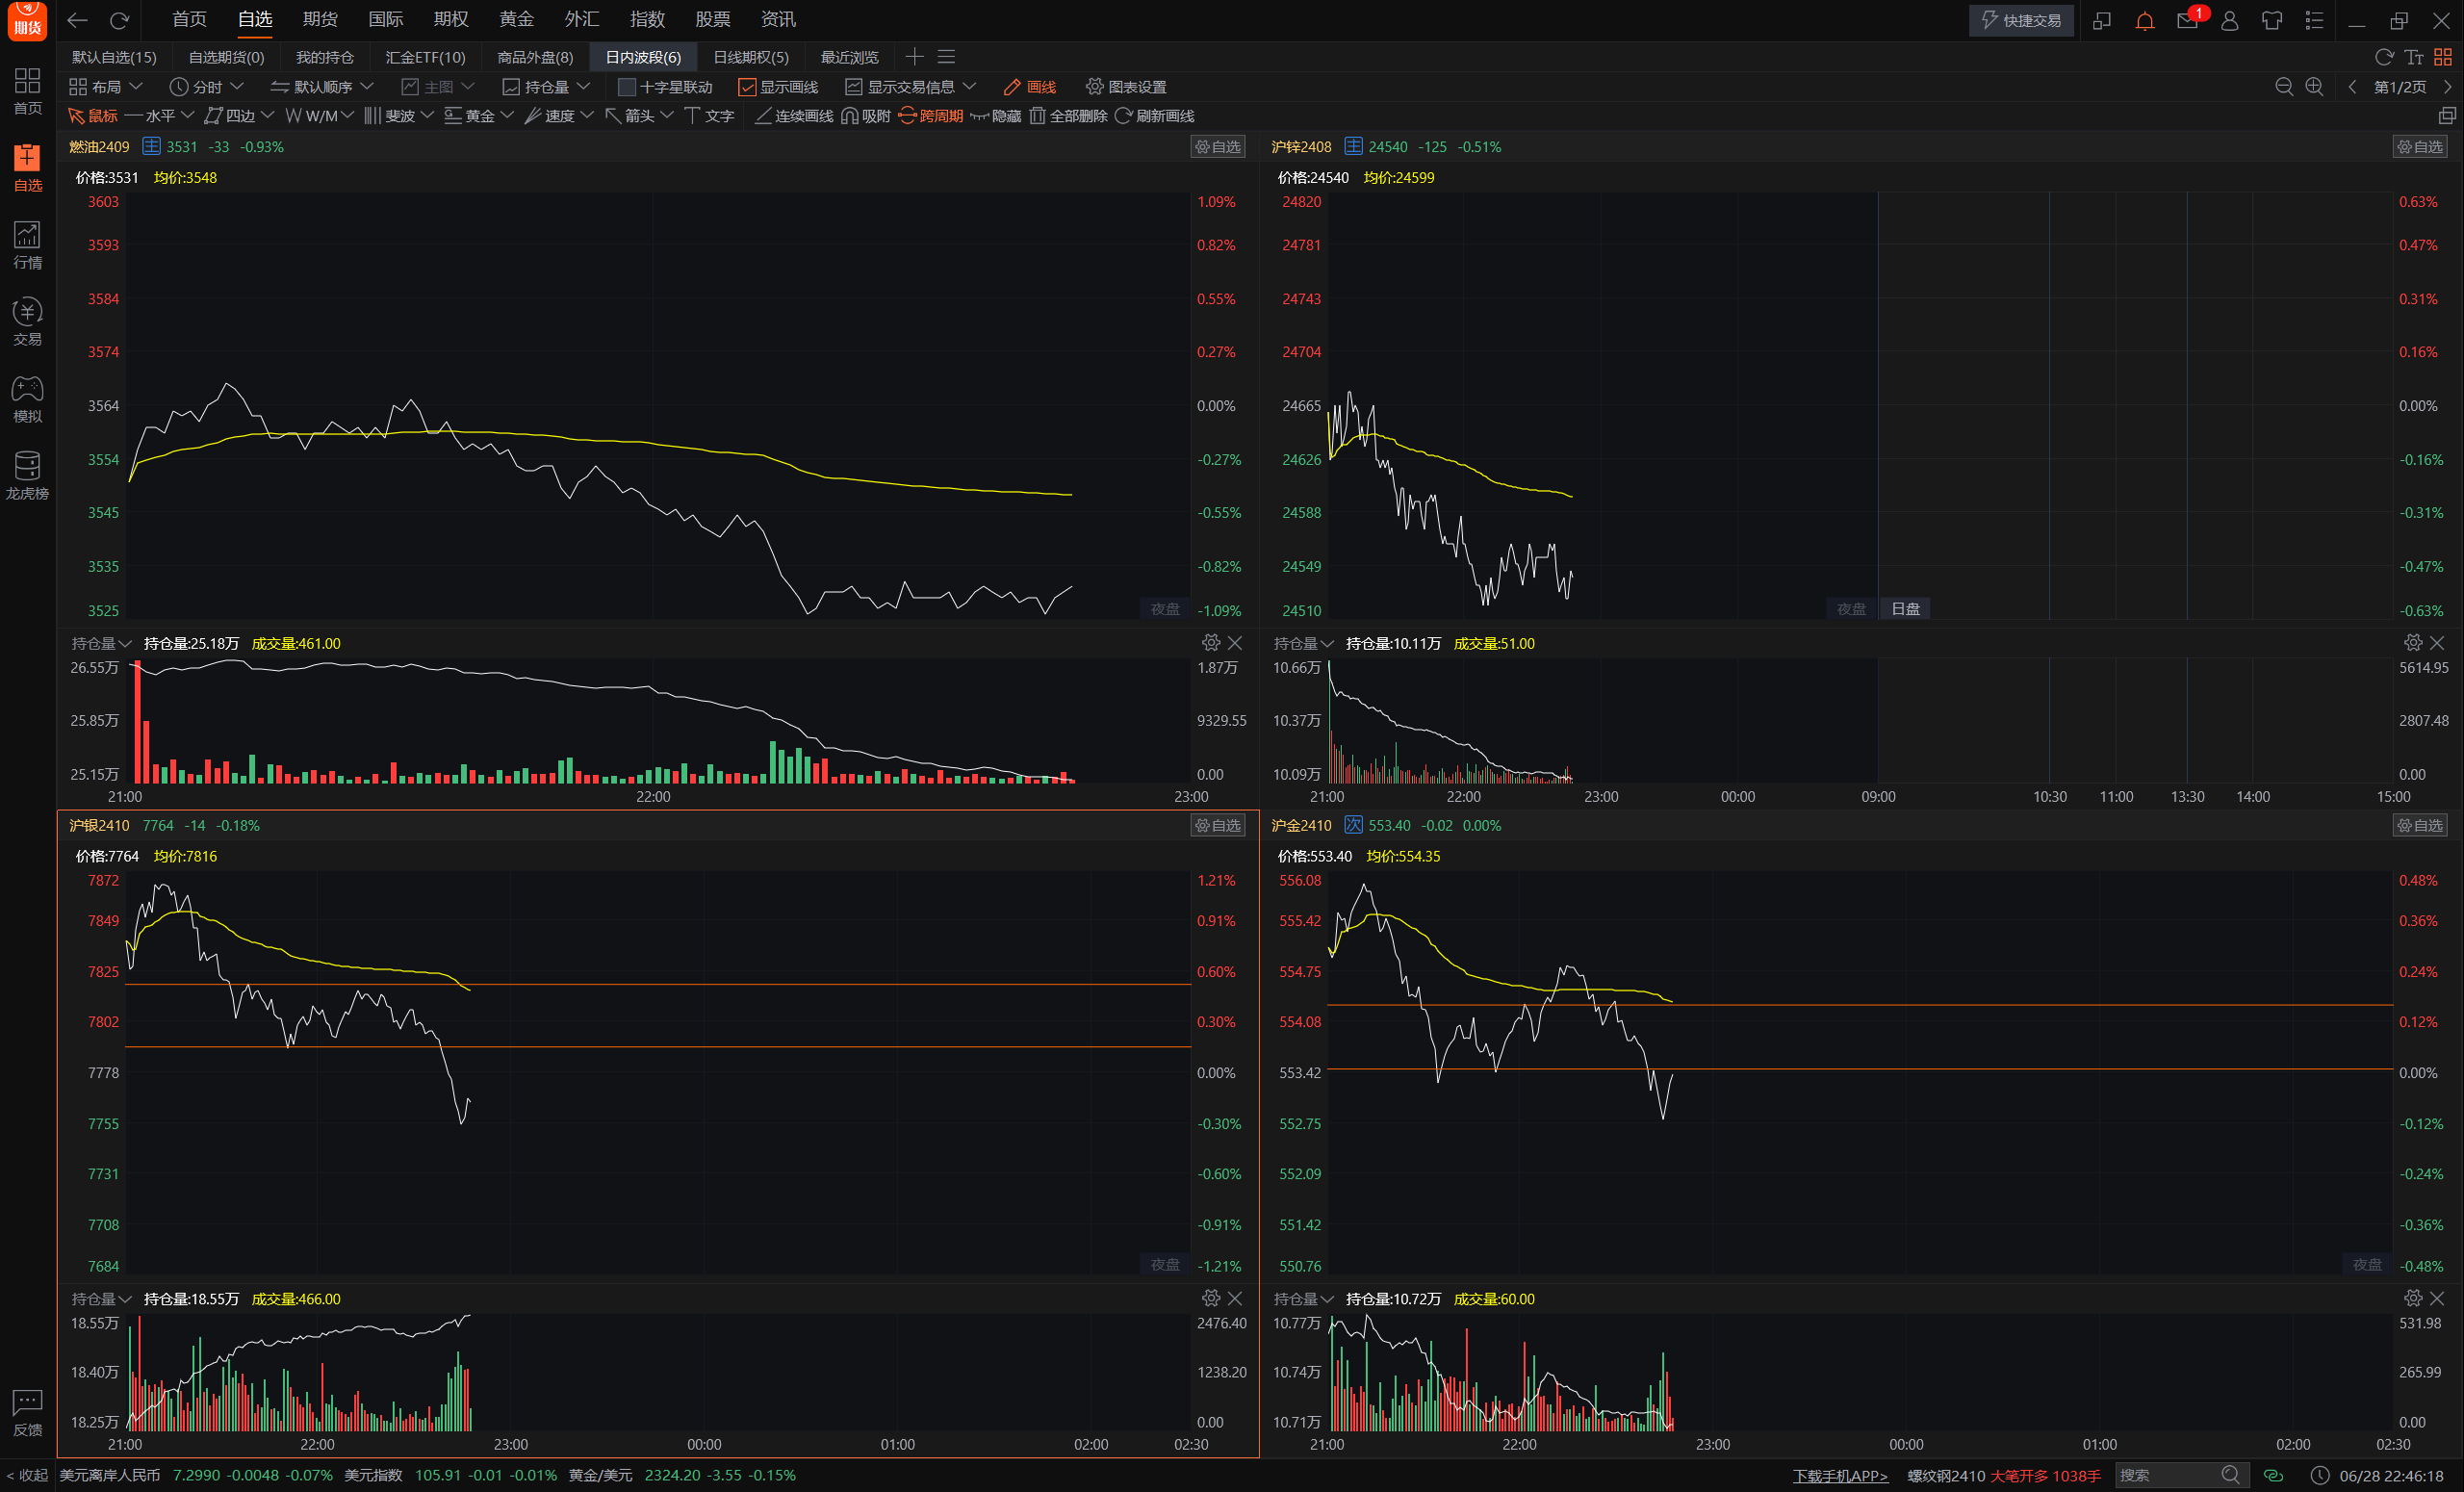 期货
首页 自选 期货 国际 期权 黄金 外汇 指数 股票 资讯
快捷交易 1
默认自选(15) 自选期货(0) 我的持仓 汇金ETF(10) 商品外盘(8) 日内波段(6) 日线期权(5) 最近浏览
布局 分时 默认顺序 主图 持仓量 十字星联动 显示画线 显示交易信息 画线 图表设置 第1/2页
鼠标 水平 四边 W/M 斐波 黄金 速度 箭头 文字 连续画线 吸附 跨周期 隐藏 全部删除 刷新画线
首页
自选
行情
交易
模拟
龙虎榜
反馈
燃油2409 主 3531 -33 -0.93% 自选
价格:3531 均价:3548
3603 1.09%
3593 0.82%
3584 0.55%
3574 0.27%
3564 0.00%
3554 -0.27%
3545 -0.55%
3535 -0.82%
3525 夜盘 -1.09%
持仓量 持仓量:25.18万 成交量:461.00
26.55万 1.87万
25.85万 9329.55
25.15万 0.00
21:00 22:00 23:00
沪锌2408 主 24540 -125 -0.51% 自选
价格:24540 均价:24599
24820 0.63%
24781 0.47%
24743 0.31%
24704 0.16%
24665 0.00%
24626 -0.16%
24588 -0.31%
24549 -0.47%
24510 夜盘 日盘 -0.63%
持仓量 持仓量:10.11万 成交量:51.00
10.66万 5614.95
10.37万 2807.48
10.09万 0.00
21:00 22:00 23:00 00:00 09:00 10:30 11:00 13:30 14:00 15:00
沪银2410 7764 -14 -0.18% 自选
价格:7764 均价:7816
7872 1.21%
7849 0.91%
7825 0.60%
7802 0.30%
7778 0.00%
7755 -0.30%
7731 -0.60%
7708 -0.91%
7684 夜盘 -1.21%
持仓量 持仓量:18.55万 成交量:466.00
18.55万 2476.40
18.40万 1238.20
18.25万 0.00
21:00 22:00 23:00 00:00 01:00 02:00 02:30
沪金2410 次 553.40 -0.02 0.00% 自选
价格:553.40 均价:554.35
556.08 0.48%
555.42 0.36%
554.75 0.24%
554.08 0.12%
553.42 0.00%
552.75 -0.12%
552.09 -0.24%
551.42 -0.36%
550.76 夜盘 -0.48%
持仓量 持仓量:10.72万 成交量:60.00
10.77万 531.98
10.74万 265.99
10.71万 0.00
21:00 22:00 23:00 00:00 01:00 02:00 02:30
< 收起 美元离岸人民币 7.2990 -0.0048 -0.07% 美元指数 105.91 -0.01 -0.01% 黄金/美元 2324.20 -3.55 -0.15% 下载手机APP> 螺纹钢2410 大笔开多 1038手 搜索 06/28 22:46:18